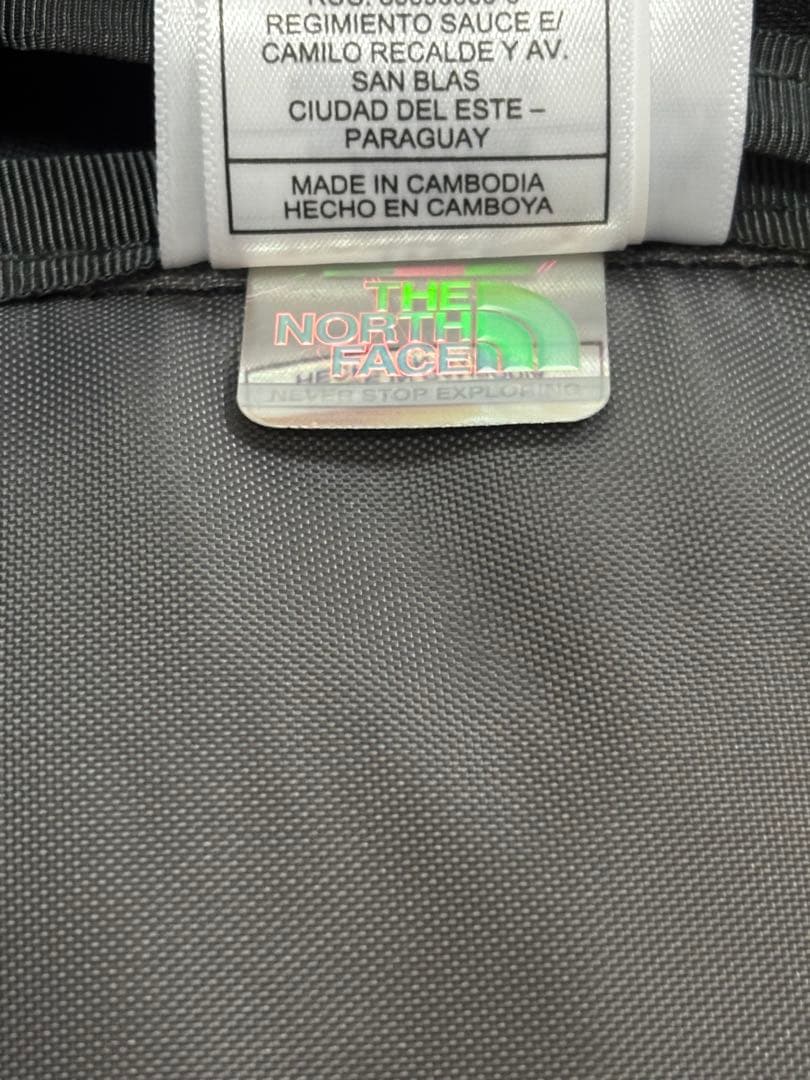 REGIMIENTO SAUCE E/
CAMILO RECALDE Y AV.
SAN BLAS
CIUDAD DEL ESTE –
PARAGUAY
MADE IN CAMBODIA
HECHO EN CAMBOYA
THE
NORTH
FACE
NEVER STOP EXPLORING